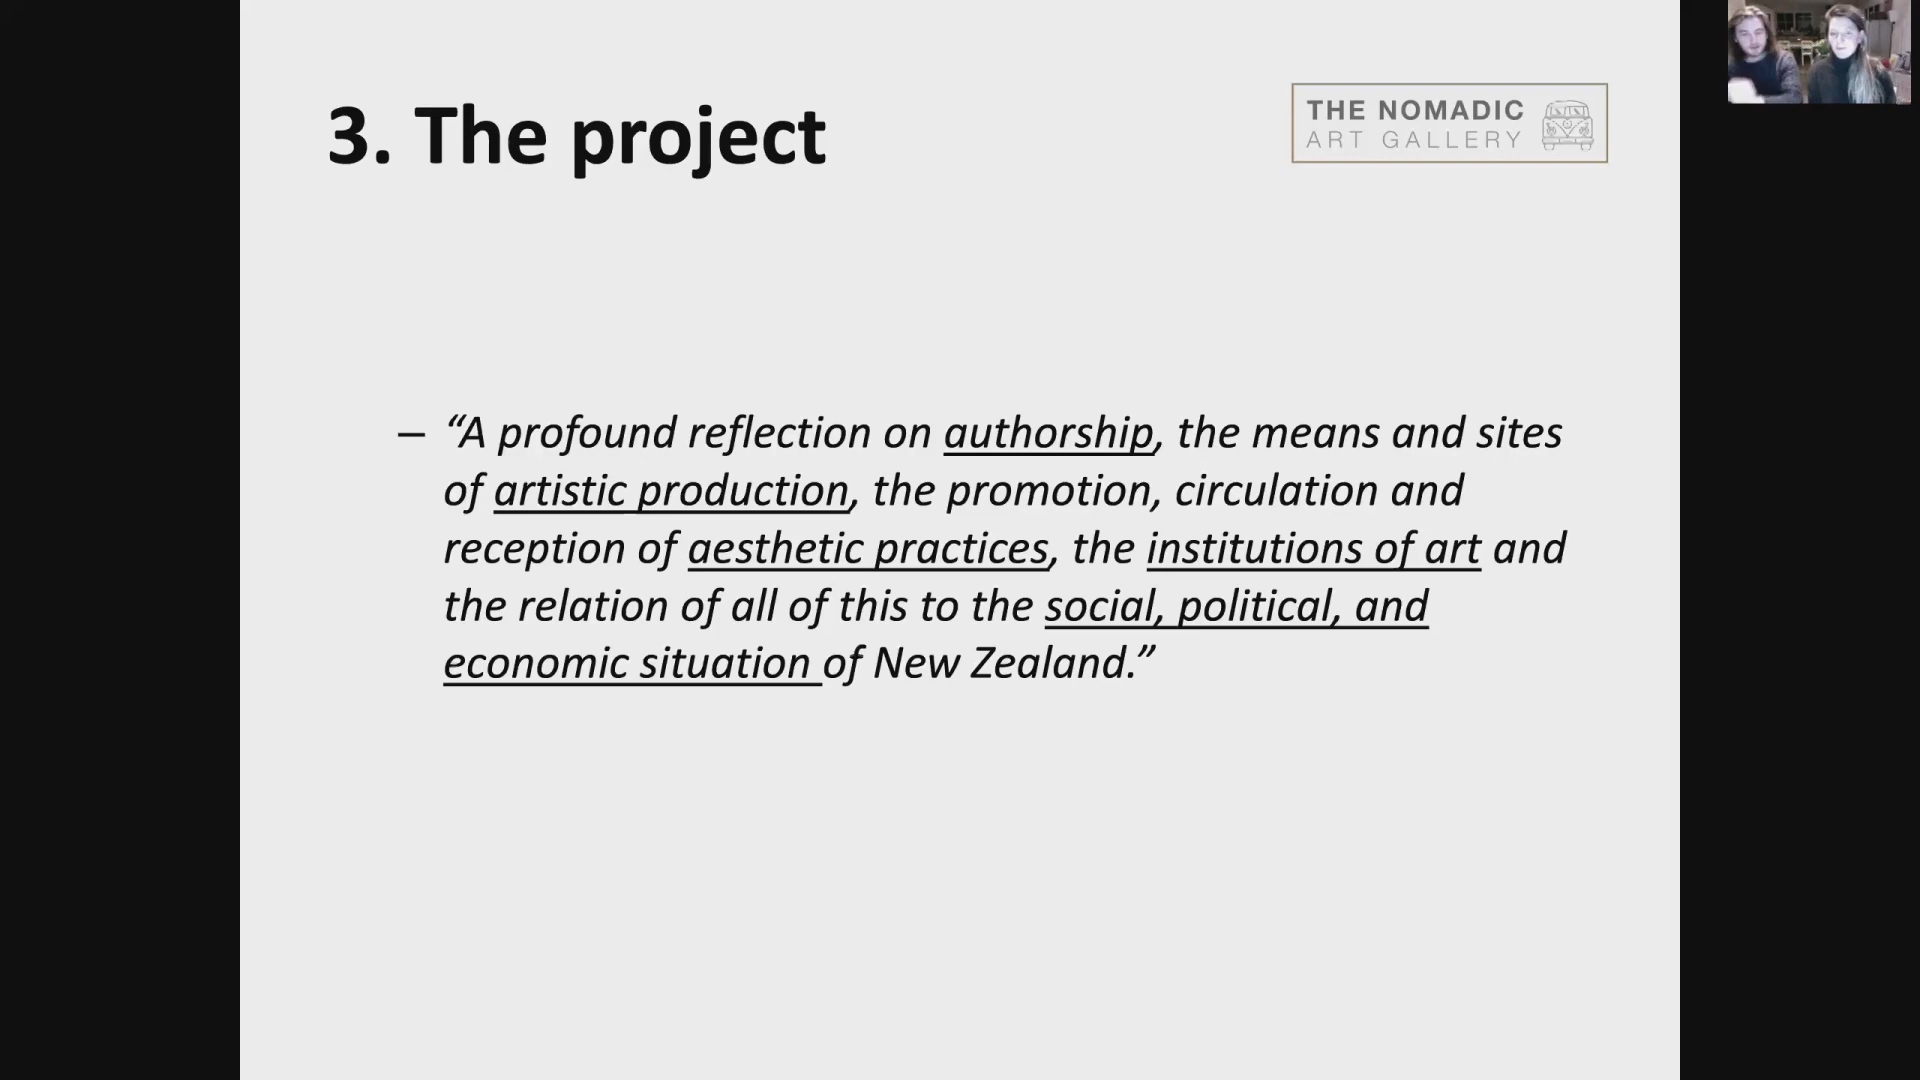 3. The project
THE NOMADIC
ART GALLERY
– “A profound reflection on authorship, the means and sites
of artistic production, the promotion, circulation and
reception of aesthetic practices, the institutions of art and
the relation of all of this to the social, political, and
economic situation of New Zealand.”